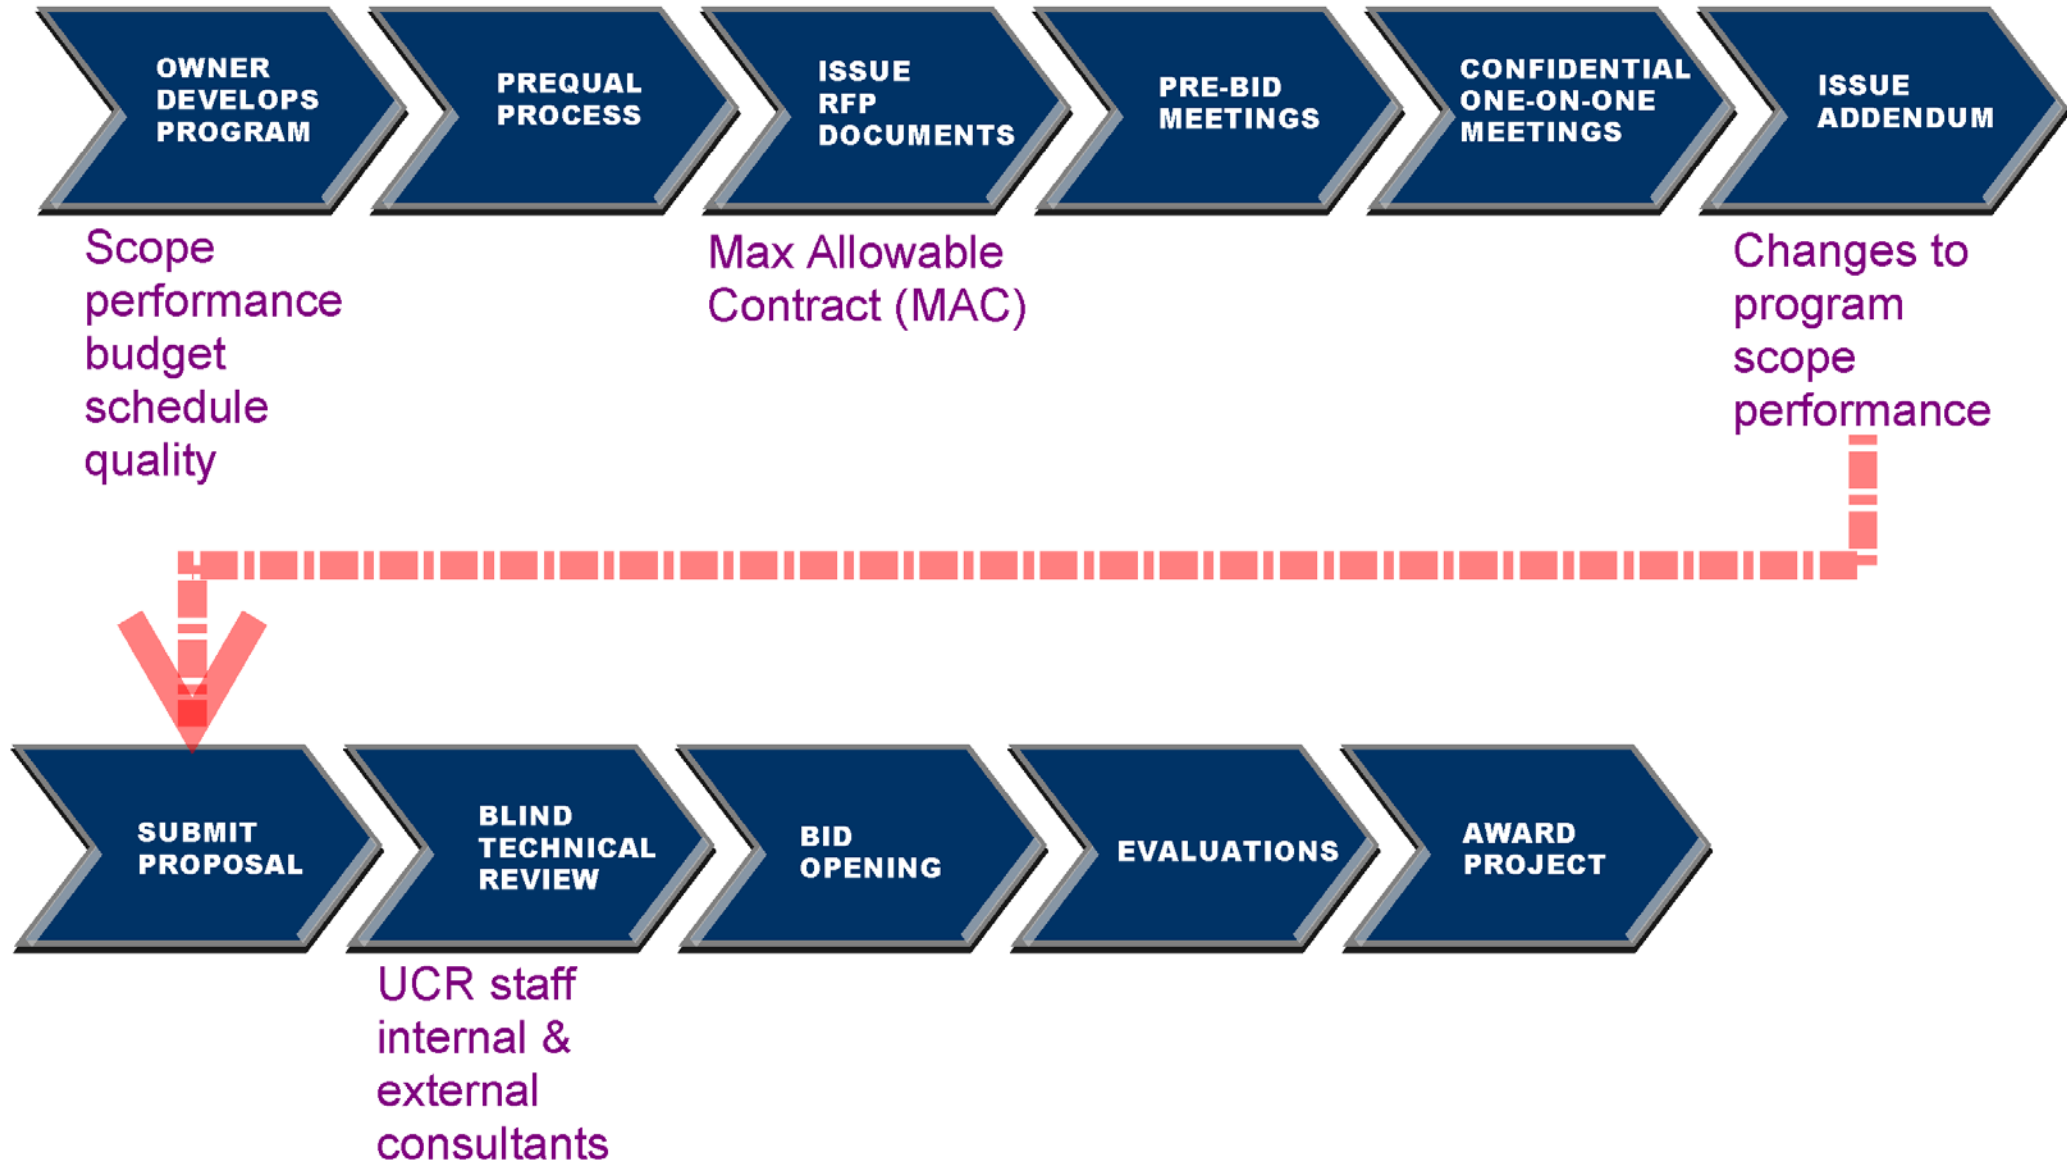 OWNER
DEVELOPS
PROGRAM
PREQUAL
PROCESS
ISSUE
RFP
DOCUMENTS
PRE-BID
MEETINGS
CONFIDENTIAL
ONE-ON-ONE
MEETINGS
ISSUE
ADDENDUM
Scope
performance
budget
schedule
quality
Max Allowable
Contract (MAC)
Changes to
program
scope
performance
SUBMIT
PROPOSAL
BLIND
TECHNICAL
REVIEW
BID
OPENING
EVALUATIONS
AWARD
PROJECT
UCR staff
internal &
external
consultants